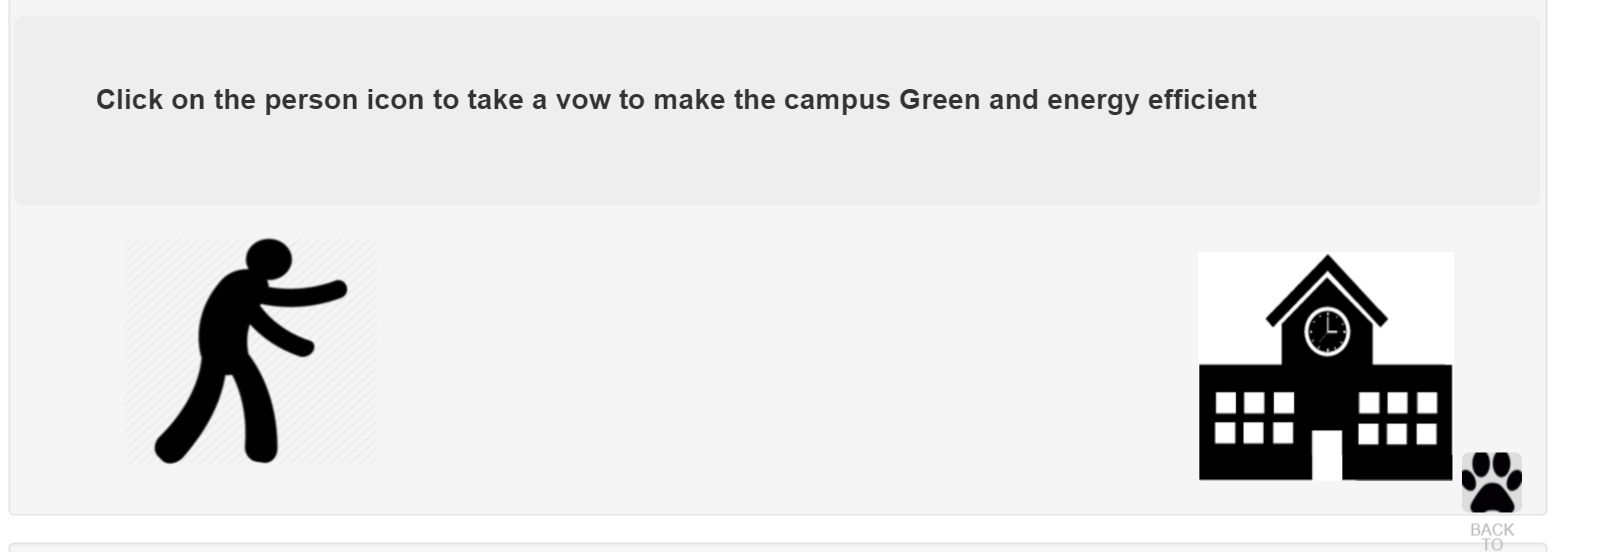 Click on the person icon to take a vow to make the campus Green and energy efficient
BACK
TO